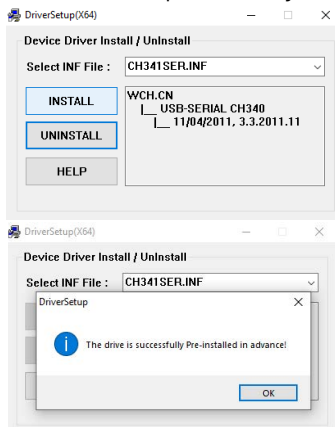 DriverSetup(X64)
Device Driver Install / UnInstall
Select INF File : CH341SER.INF
INSTALL
UNINSTALL
HELP
WCH.CN
|__ USB-SERIAL CH340
|__ 11/04/2011, 3.3.2011.11
DriverSetup(X64)
Device Driver Install / UnInstall
Select INF File : CH341SER.INF
DriverSetup
The drive is successfully Pre-installed in advance!
OK